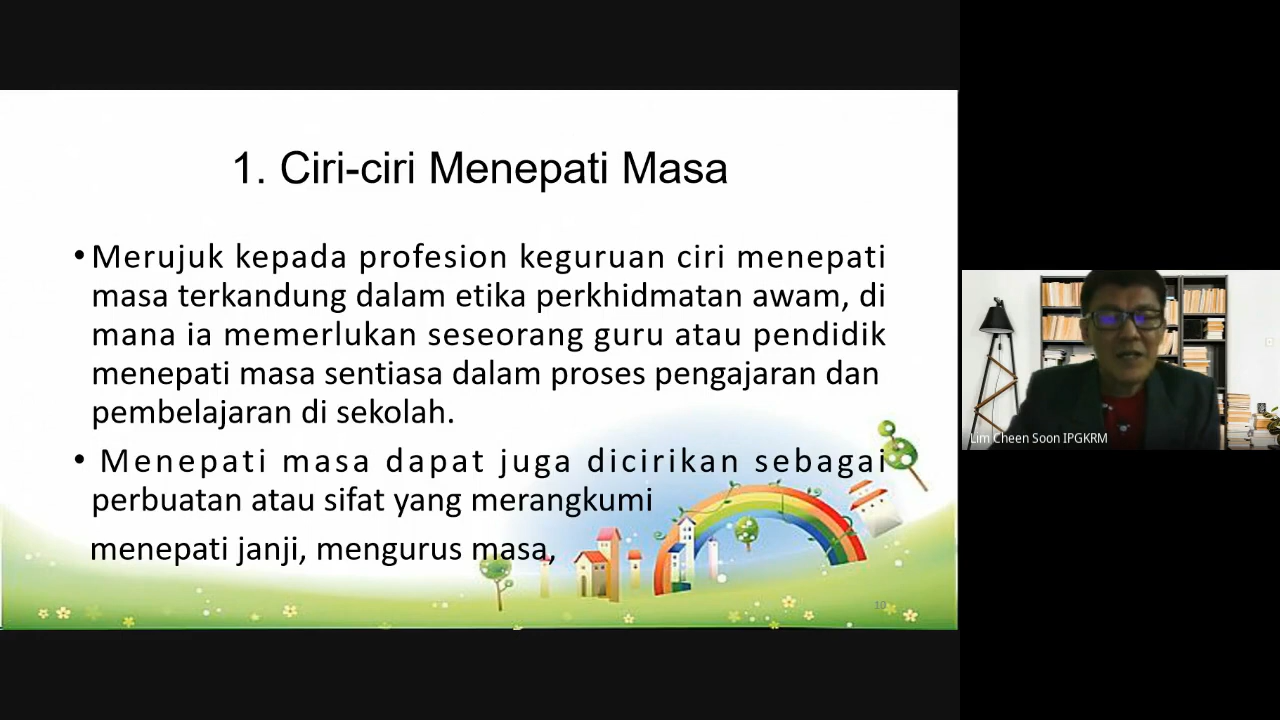 1. Ciri-ciri Menepati Masa
• Merujuk kepada profesion keguruan ciri menepati
masa terkandung dalam etika perkhidmatan awam, di
mana ia memerlukan seseorang guru atau pendidik
menepati masa sentiasa dalam proses pengajaran dan
pembelajaran di sekolah.
• Menepati masa dapat juga dicirikan sebagai
perbuatan atau sifat yang merangkumi
menepati janji, mengurus masa,
Lim Cheen Soon IPGKRM